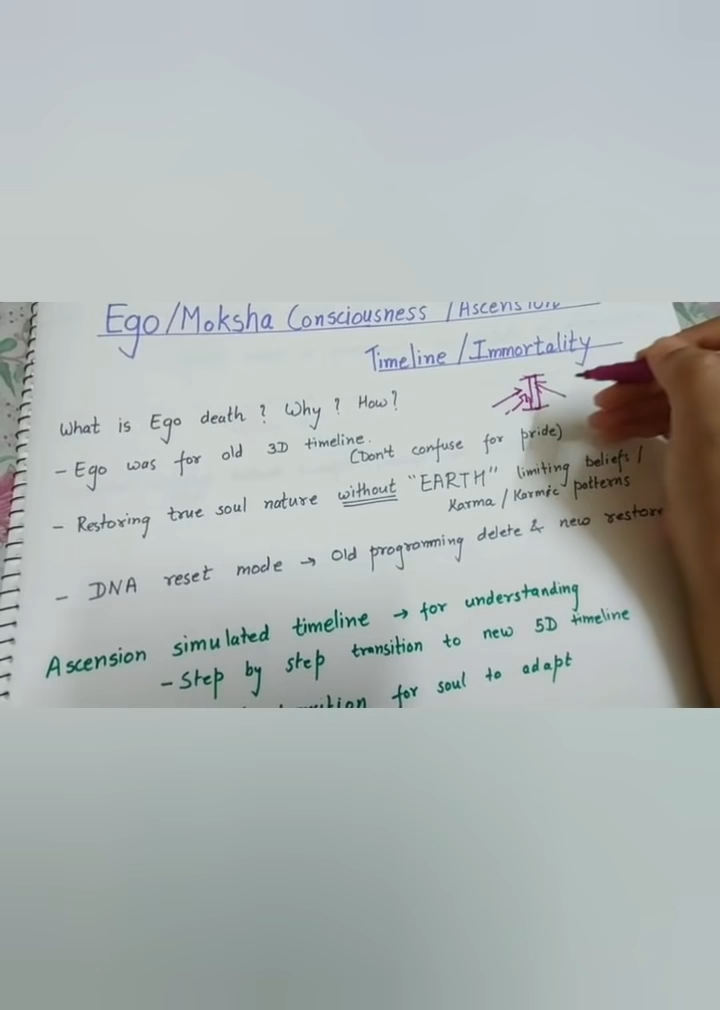 Ego/Moksha Consciousness / Ascension
Timeline / Immortality
What is Ego death? Why? How?
- Ego was for old 3D timeline.
(Don't confuse for pride)
- Restoring true soul nature without "EARTH" limiting beliefs /
Karma / Karmic patterns
- DNA reset mode → Old programming delete & new restore
Ascension simulated timeline → for understanding
- Step by step transition to new 5D timeline
for soul to adapt